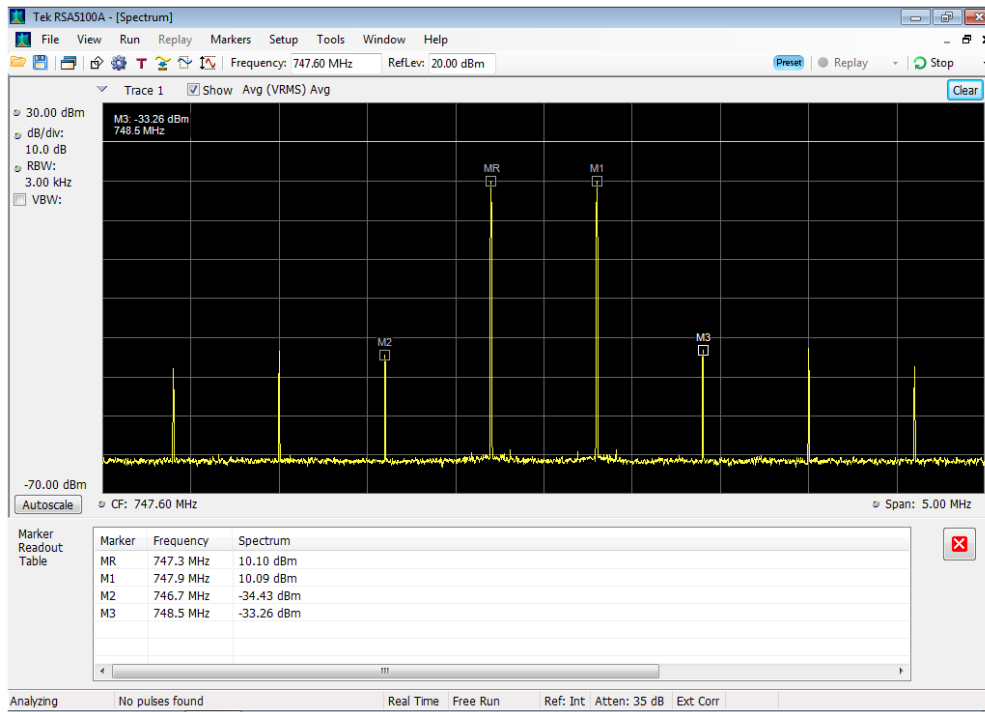 Tek RSA5100A - [Spectrum]
File View Run Replay Markers Setup Tools Window Help
T Frequency: 747.60 MHz RefLev: 20.00 dBm Preset Replay Stop
Trace 1 Show Avg (VRMS) Avg Clear
30.00 dBm
dB/div:
10.0 dB
RBW:
3.00 kHz
VBW:
M3: -33.26 dBm
748.5 MHz
MR M1
M2 M3
-70.00 dBm
Autoscale CF: 747.60 MHz Span: 5.00 MHz
Marker
Readout
Table
Marker Frequency Spectrum
MR 747.3 MHz 10.10 dBm
M1 747.9 MHz 10.09 dBm
M2 746.7 MHz -34.43 dBm
M3 748.5 MHz -33.26 dBm
Analyzing No pulses found Real Time Free Run Ref: Int Atten: 35 dB Ext Corr